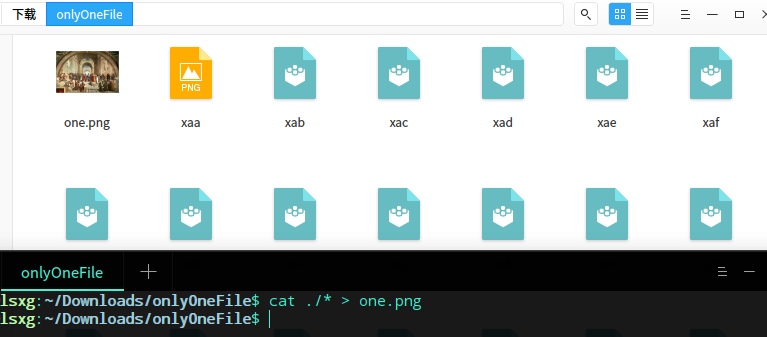 下载 onlyOneFile
PNG
one.png xaa xab xac xad xae xaf
onlyOneFile
lsxg:~/Downloads/onlyOneFile$ cat ./* > one.png
lsxg:~/Downloads/onlyOneFile$